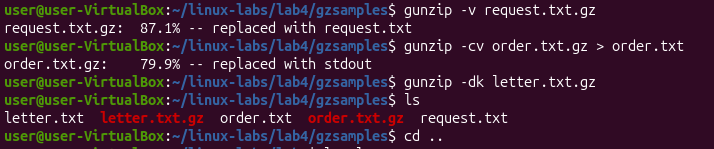 user@user-VirtualBox:~/linux-labs/lab4/gzsamples$ gunzip -v request.txt.gz
request.txt.gz:  87.1% -- replaced with request.txt
user@user-VirtualBox:~/linux-labs/lab4/gzsamples$ gunzip -cv order.txt.gz > order.txt
order.txt.gz:    79.9% -- replaced with stdout
user@user-VirtualBox:~/linux-labs/lab4/gzsamples$ gunzip -dk letter.txt.gz
user@user-VirtualBox:~/linux-labs/lab4/gzsamples$ ls
letter.txt  letter.txt.gz  order.txt  order.txt.gz  request.txt
user@user-VirtualBox:~/linux-labs/lab4/gzsamples$ cd ..